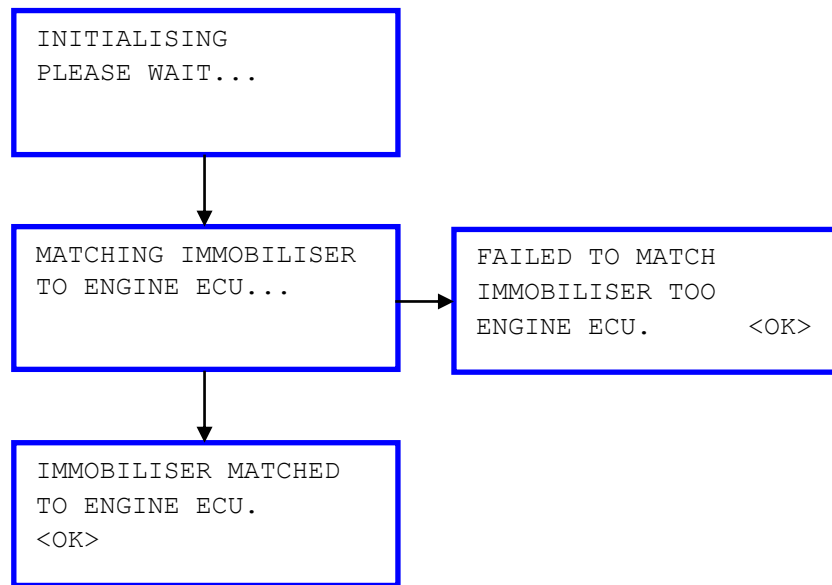 INITIALISING
PLEASE WAIT...
MATCHING IMMOBILISER
TO ENGINE ECU...
FAILED TO MATCH
IMMOBILISER TOO
ENGINE ECU. <OK>
IMMOBILISER MATCHED
TO ENGINE ECU.
<OK>